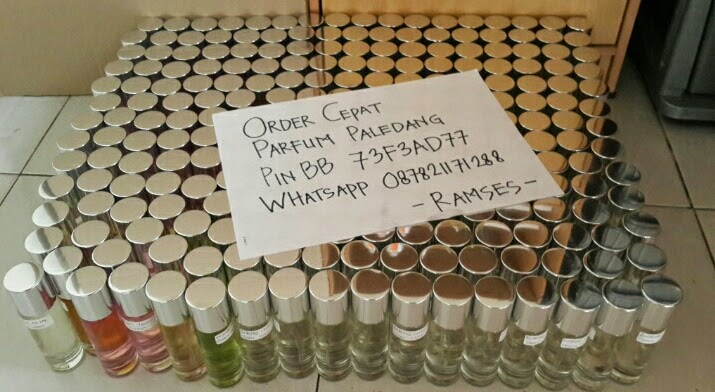 ORDER CEPAT
PARFUM PALEDANG
PIN BB 73F3AD77
WHATSAPP 087821171288
- RAMSES -